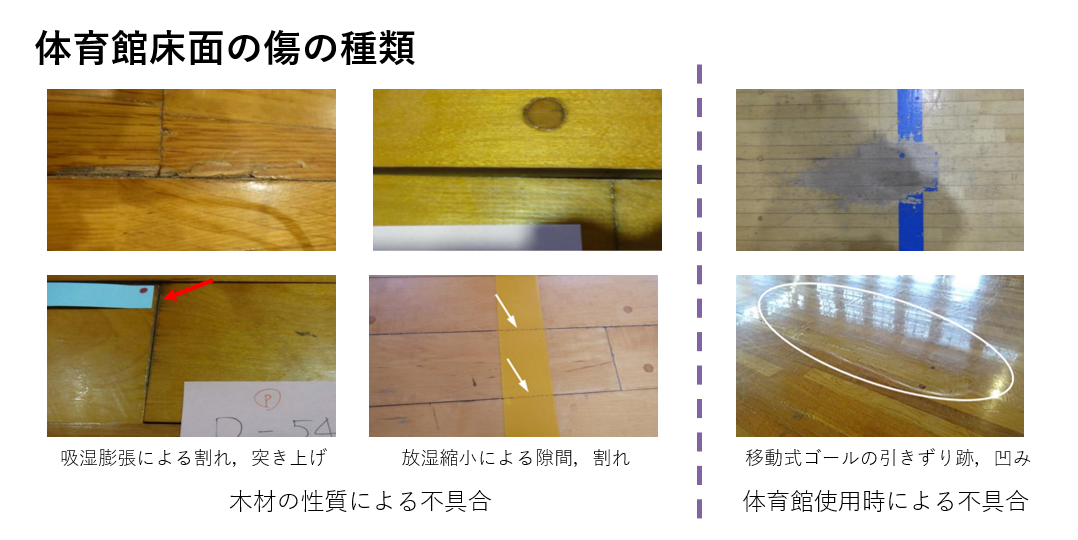 体育館床面の傷の種類
P
D-54
吸湿膨張による割れ，突き上げ
放湿縮小による隙間，割れ
移動式ゴールの引きずり跡，凹み
木材の性質による不具合
体育館使用時による不具合